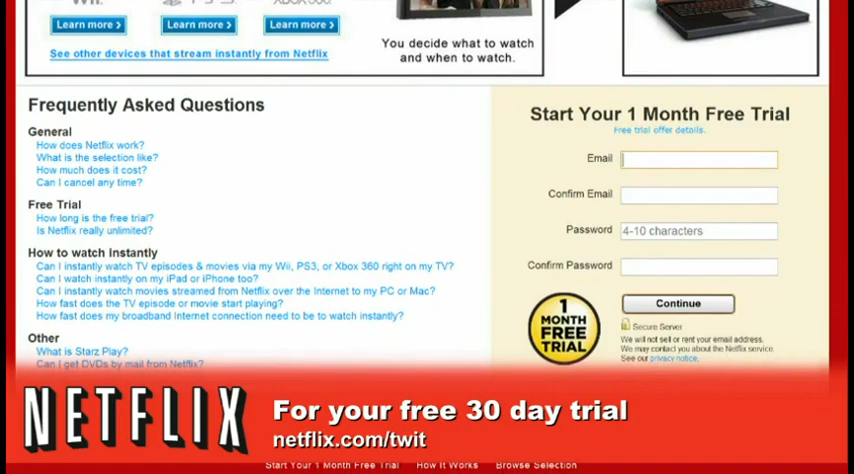 Wii.
PS3
XBOX 360
Learn more >
Learn more >
Learn more >
See other devices that stream instantly from Netflix
You decide what to watch
and when to watch.
Frequently Asked Questions
General
How does Netflix work?
What is the selection like?
How much does it cost?
Can I cancel any time?
Free Trial
How long is the free trial?
Is Netflix really unlimited?
How to watch Instantly
Can I instantly watch TV episodes & movies via my Wii, PS3, or Xbox 360 right on my TV?
Can I watch instantly on my iPad or iPhone too?
Can I instantly watch movies streamed from Netflix over the Internet to my PC or Mac?
How fast does the TV episode or movie start playing?
How fast does my broadband Internet connection need to be to watch instantly?
Other
What is Starz Play?
Can I get DVDs by mail from Netflix?
Start Your 1 Month Free Trial
Free trial offer details.
Email
Confirm Email
Password
4-10 characters
Confirm Password
1
MONTH
FREE
TRIAL
Continue
Secure Server
We will not sell or rent your email address.
We may contact you about the Netflix service.
See our privacy notice.
NETFLIX
For your free 30 day trial
netflix.com/twit
Start Your 1 Month Free Trial
How It Works
Browse Selection